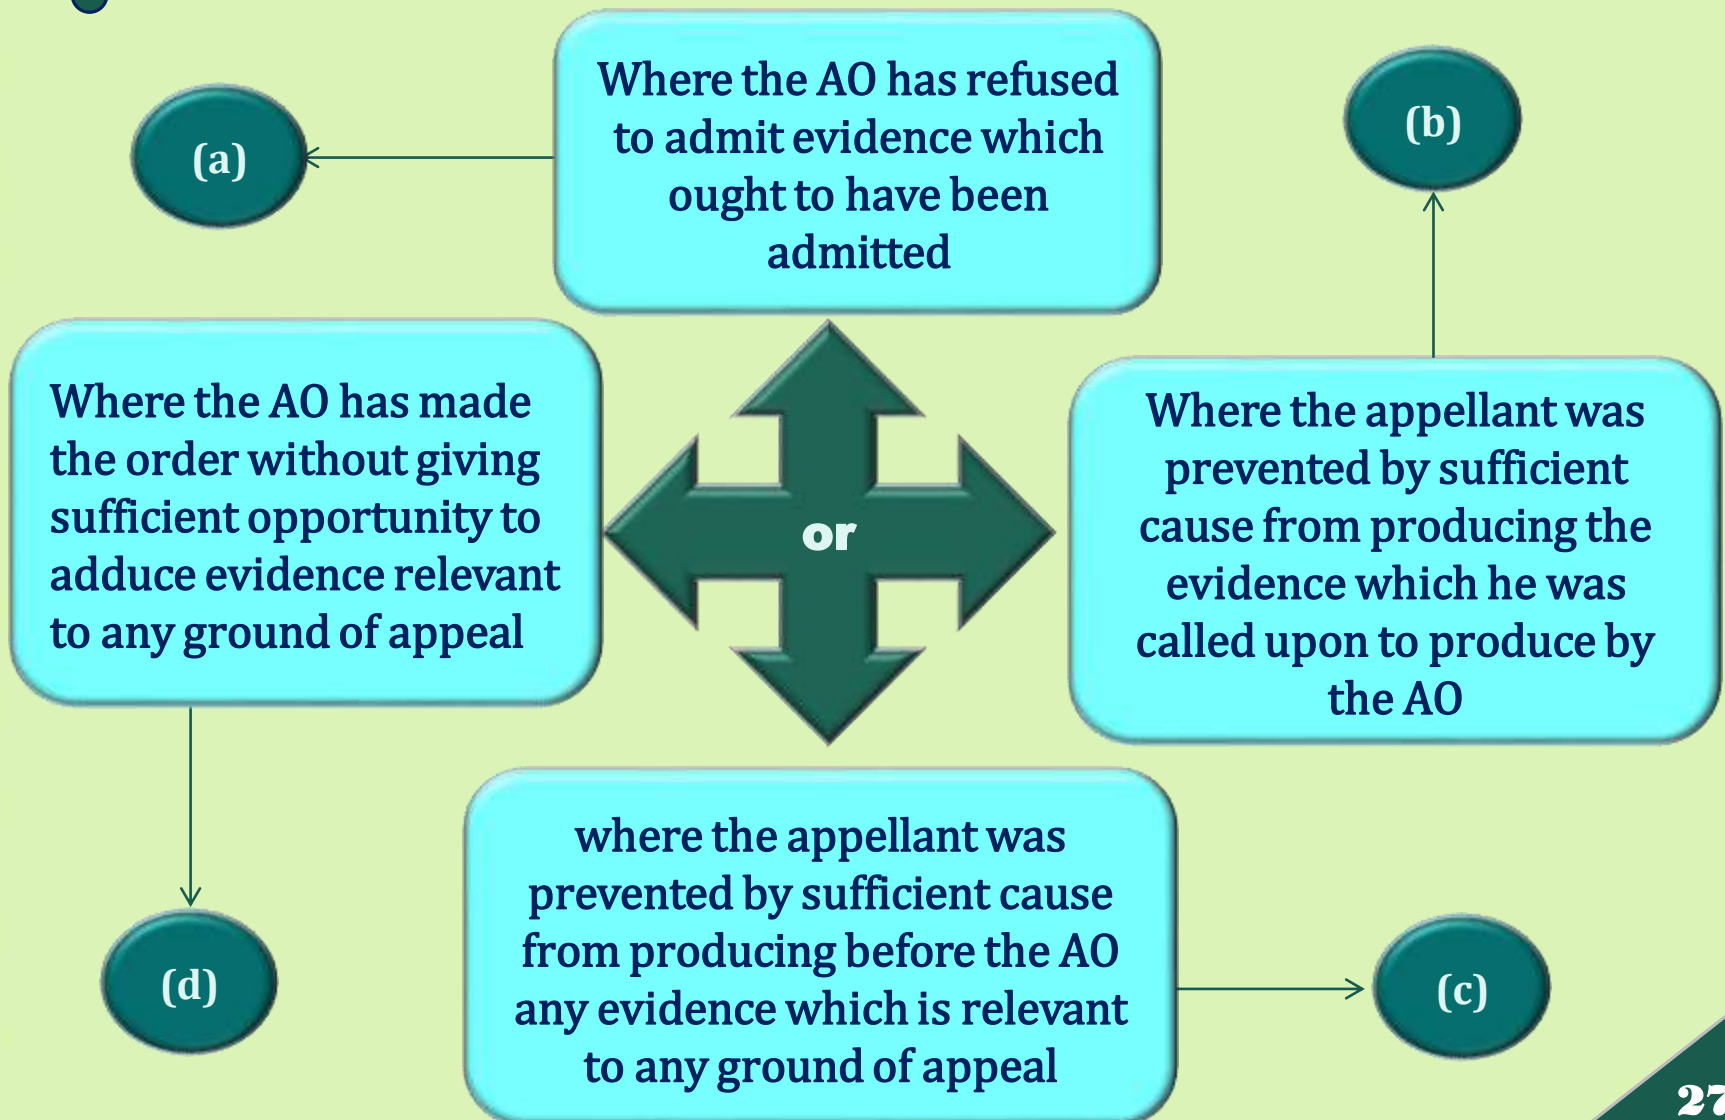 Where the AO has refused
to admit evidence which
ought to have been
admitted
(a)
(b)
Where the AO has made
the order without giving
sufficient opportunity to
adduce evidence relevant
to any ground of appeal
or
Where the appellant was
prevented by sufficient
cause from producing the
evidence which he was
called upon to produce by
the AO
where the appellant was
prevented by sufficient cause
from producing before the AO
any evidence which is relevant
to any ground of appeal
(d)
(c)
27